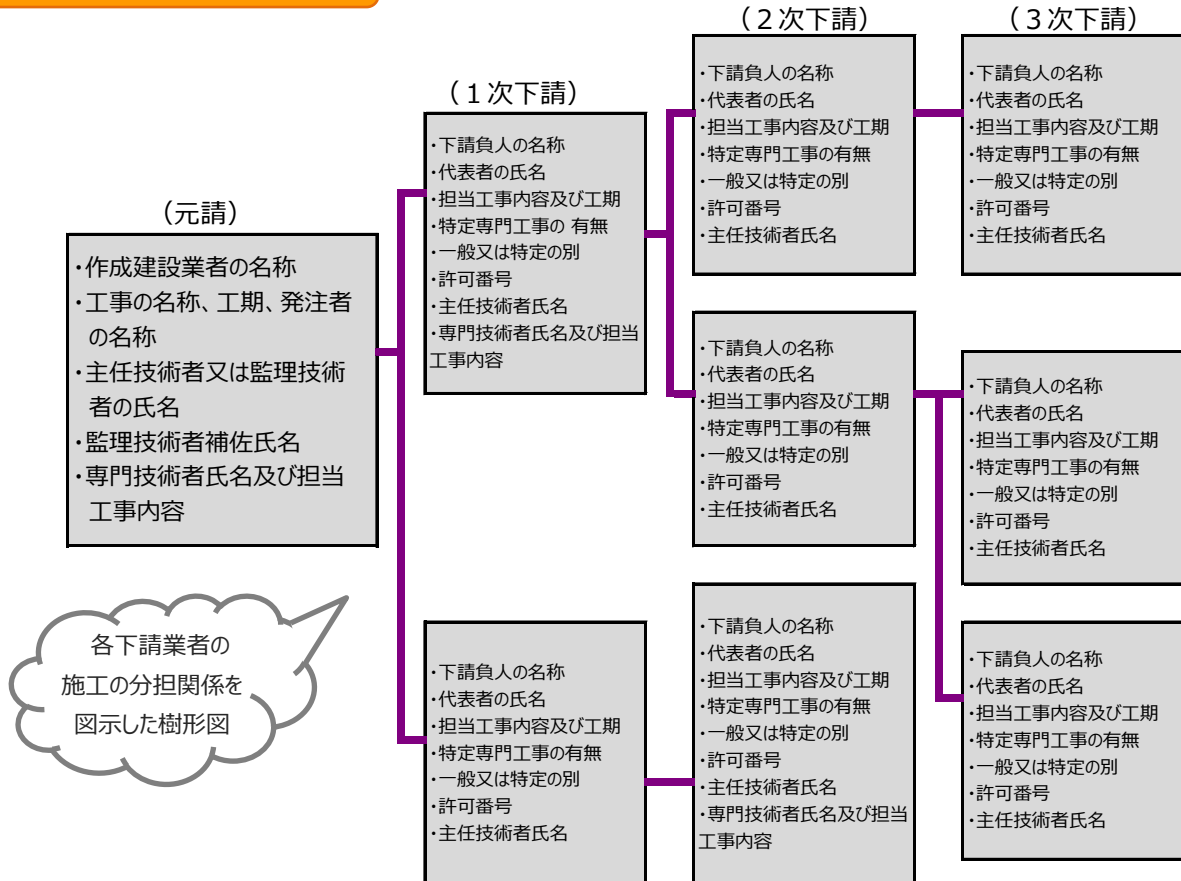 （元請）
・作成建設業者の名称
・工事の名称、工期、発注者
の名称
・主任技術者又は監理技術
者の氏名
・監理技術者補佐氏名
・専門技術者氏名及び担当
工事内容
各下請業者の
施工の分担関係を
図示した樹形図
（１次下請）
・下請負人の名称
・代表者の氏名
・担当工事内容及び工期
・特定専門工事の 有無
・一般又は特定の別
・許可番号
・主任技術者氏名
・専門技術者氏名及び担当
工事内容
・下請負人の名称
・代表者の氏名
・担当工事内容及び工期
・特定専門工事の有無
・一般又は特定の別
・許可番号
・主任技術者氏名
（２次下請）
・下請負人の名称
・代表者の氏名
・担当工事内容及び工期
・特定専門工事の有無
・一般又は特定の別
・許可番号
・主任技術者氏名
・下請負人の名称
・代表者の氏名
・担当工事内容及び工期
・特定専門工事の有無
・一般又は特定の別
・許可番号
・主任技術者氏名
・下請負人の名称
・代表者の氏名
・担当工事内容及び工期
・特定専門工事の有無
・一般又は特定の別
・許可番号
・主任技術者氏名
・専門技術者氏名及び担当
工事内容
（３次下請）
・下請負人の名称
・代表者の氏名
・担当工事内容及び工期
・特定専門工事の有無
・一般又は特定の別
・許可番号
・主任技術者氏名
・下請負人の名称
・代表者の氏名
・担当工事内容及び工期
・特定専門工事の有無
・一般又は特定の別
・許可番号
・主任技術者氏名
・下請負人の名称
・代表者の氏名
・担当工事内容及び工期
・特定専門工事の有無
・一般又は特定の別
・許可番号
・主任技術者氏名